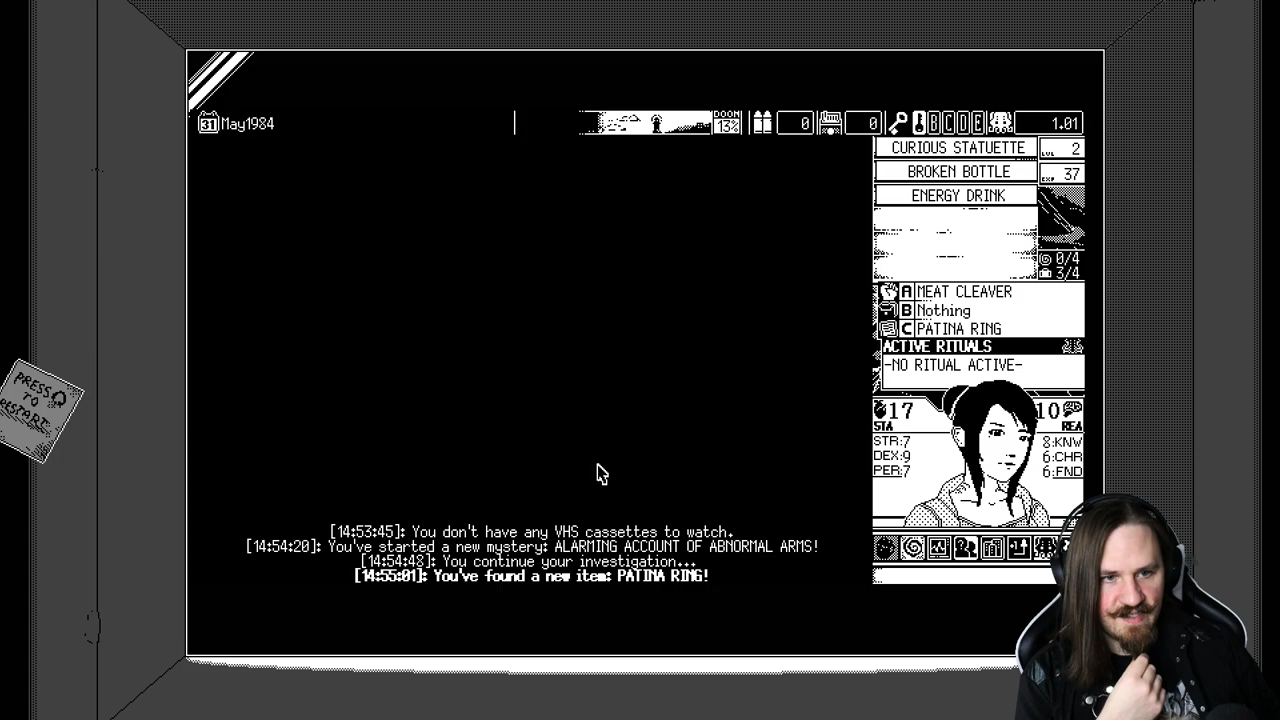 31 May1984
DOOM
13%
0
0
B C D E
1.01
CURIOUS STATUETTE
LVL 2
BROKEN BOTTLE
EXP 37
ENERGY DRINK
0/4
3/4
A MEAT CLEAVER
B Nothing
C PATINA RING
ACTIVE RITUALS
-NO RITUAL ACTIVE-
17
10
STA
REA
STR:7
8:KNW
DEX:9
6:CHR
PER:7
6:FND
PRESS Q
TO
RESTART
[14:53:45]: You don't have any VHS cassettes to watch.
[14:54:20]: You've started a new mystery: ALARMING ACCOUNT OF ABNORMAL ARMS!
[14:54:48]: You continue your investigation...
[14:55:01]: You've found a new item: PATINA RING!